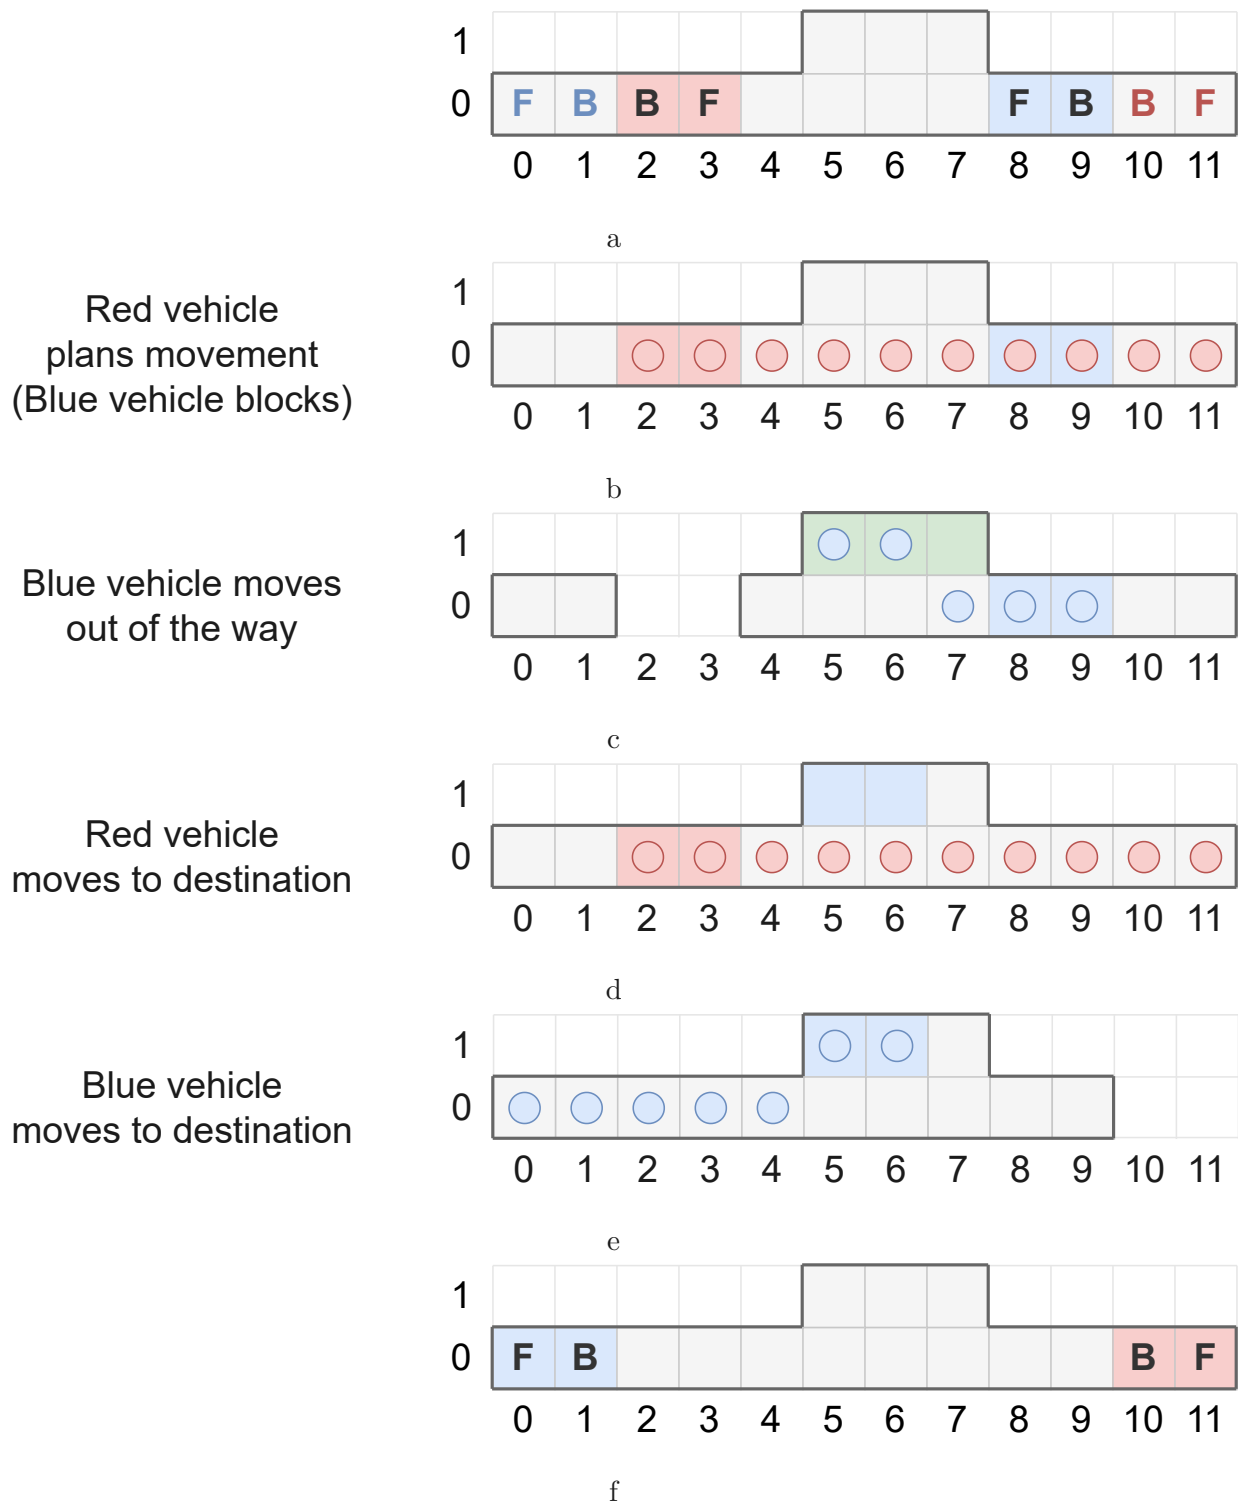 1
0 F B B F F B B F
0 1 2 3 4 5 6 7 8 9 10 11
a
Red vehicle
plans movement
(Blue vehicle blocks)
1
0
0 1 2 3 4 5 6 7 8 9 10 11
b
Blue vehicle moves
out of the way
1
0
0 1 2 3 4 5 6 7 8 9 10 11
c
Red vehicle
moves to destination
1
0
0 1 2 3 4 5 6 7 8 9 10 11
d
Blue vehicle
moves to destination
1
0
0 1 2 3 4 5 6 7 8 9 10 11
e
1
0 F B B F
0 1 2 3 4 5 6 7 8 9 10 11
f